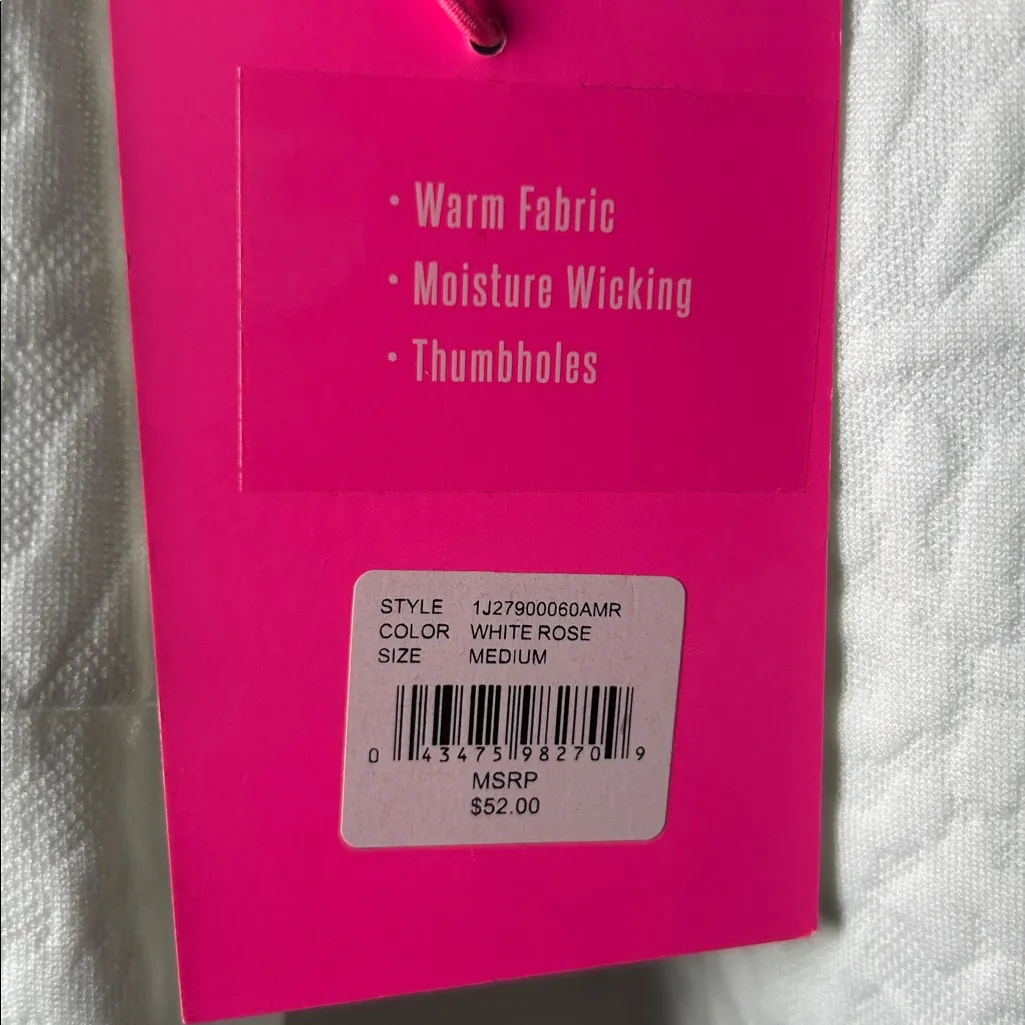 · Warm Fabric
· Moisture Wicking
· Thumbholes
STYLE 1J27900060AMR
COLOR WHITE ROSE
SIZE MEDIUM
0 43475 98270 9
MSRP
$52.00